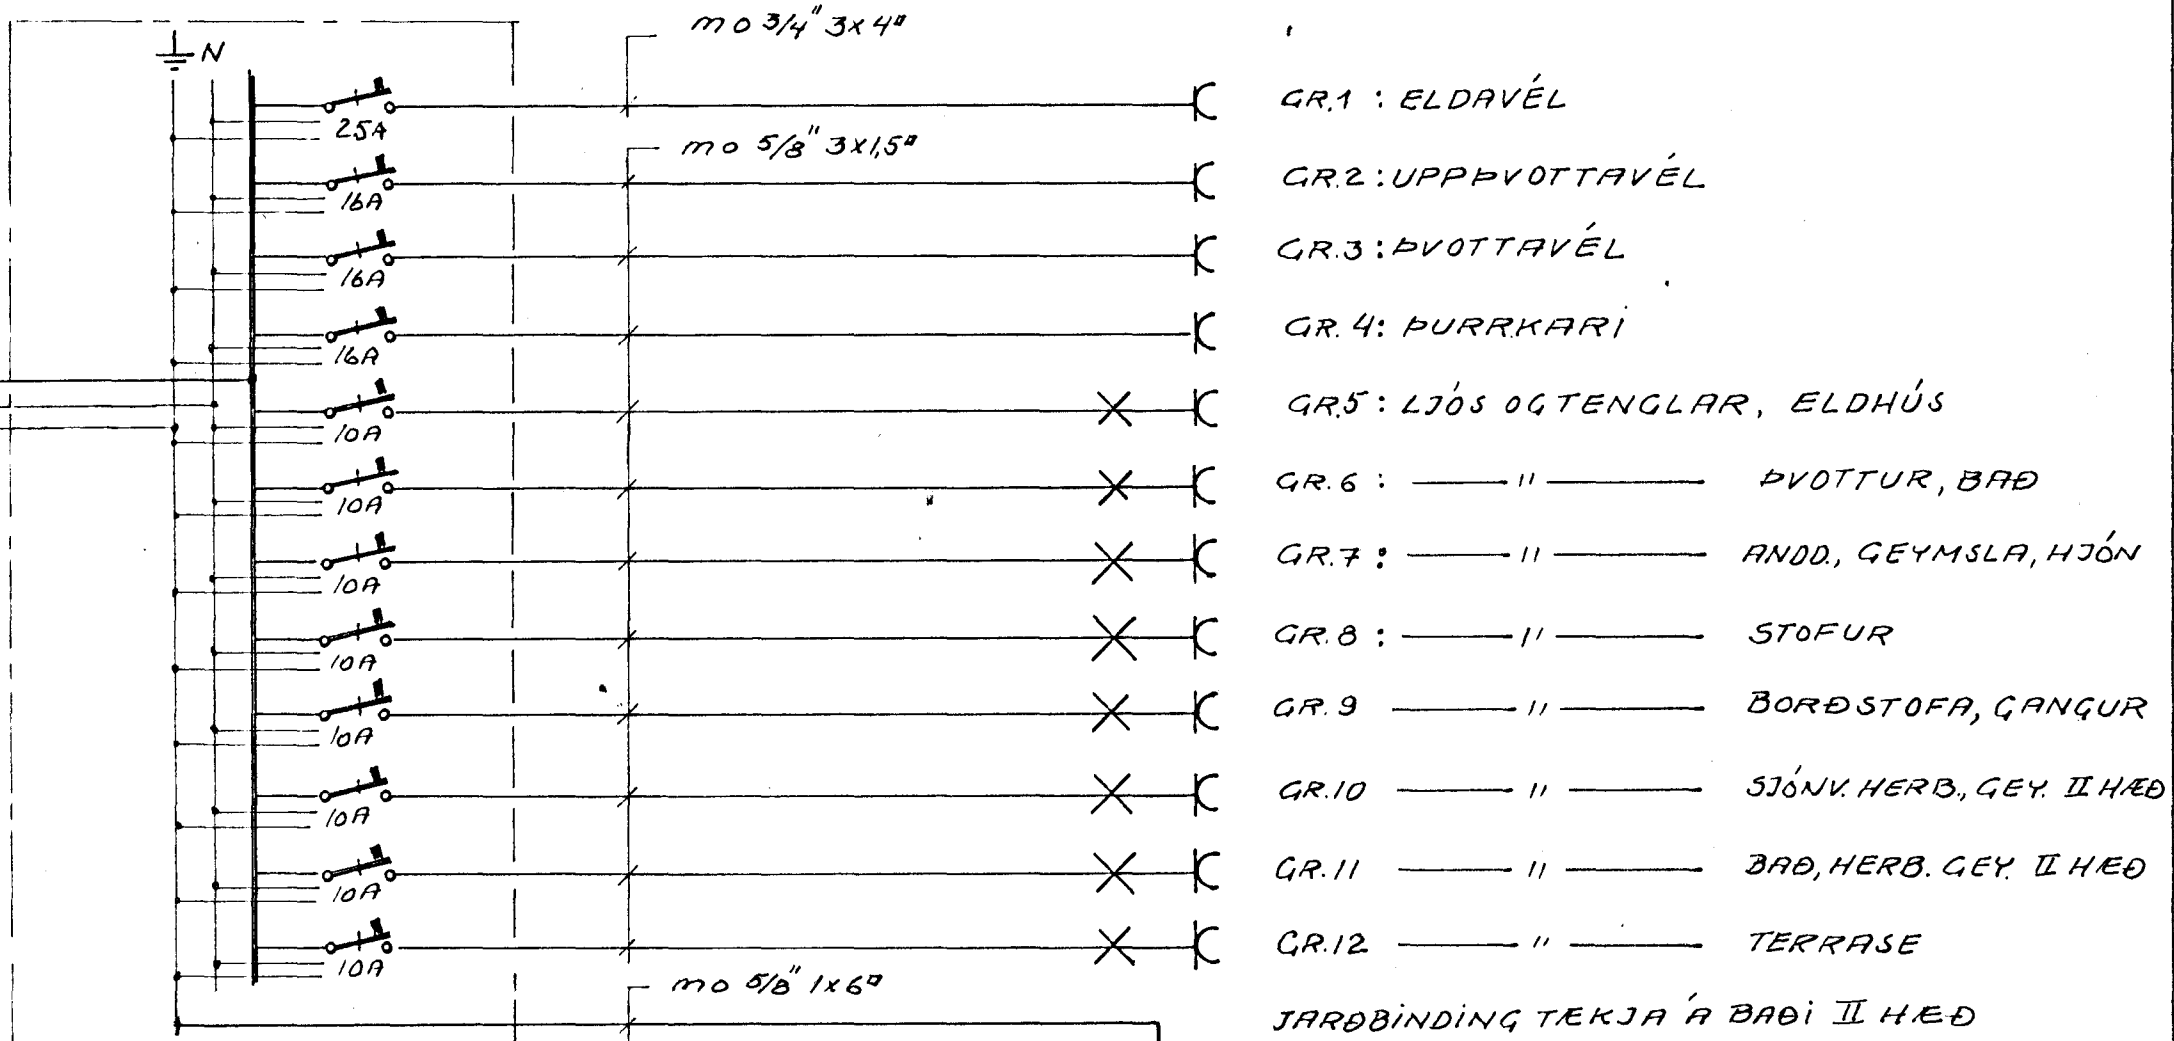 mo 3/4" 3x4▫
N
25A
GR.1 : ELDAVÉL
mo 5/8" 3x1,5▫
16A
GR.2 : UPPÞVOTTAVÉL
16A
GR.3 : ÞVOTTAVÉL
16A
GR. 4: ÞURRKARI
10A
GR.5 : LJÓS OG TENGLAR, ELDHÚS
10A
GR.6 : —— " —— ÞVOTTUR, BAÐ
10A
GR.7 : —— " —— ANDD., GEYMSLA, HJÓN
10A
GR.8 : —— " —— STOFUR
10A
GR.9 —— " —— BORÐSTOFA, GANGUR
10A
GR.10 —— " —— SJÓNV. HERB., GEY. II HÆÐ
10A
GR.11 —— " —— BAÐ, HERB. GEY. II HÆÐ
10A
GR.12 —— " —— TERRASE
mo 5/8" 1x6▫
JARÐBINDING TÆKJA Á BAÐI II HÆÐ